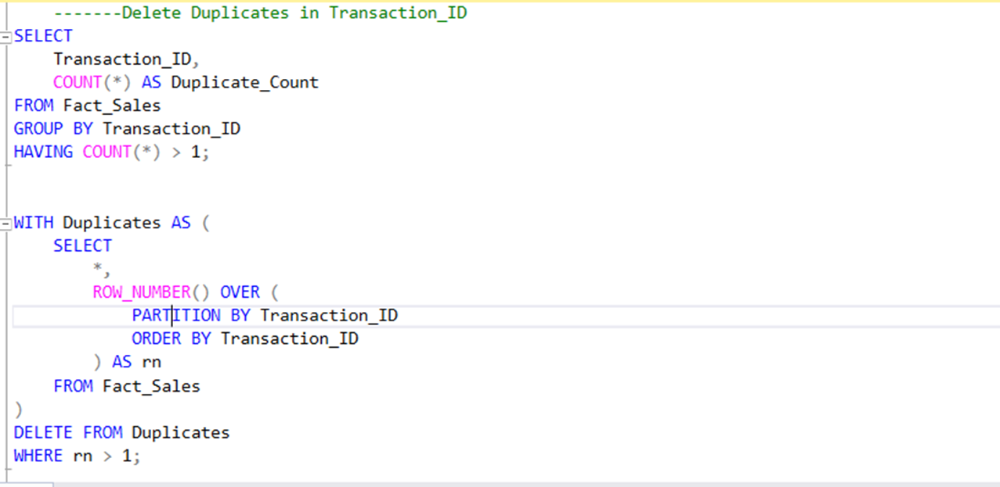 -------Delete Duplicates in Transaction_ID
SELECT
    Transaction_ID,
    COUNT(*) AS Duplicate_Count
FROM Fact_Sales
GROUP BY Transaction_ID
HAVING COUNT(*) > 1;
WITH Duplicates AS (
    SELECT
        *,
        ROW_NUMBER() OVER (
            PARTITION BY Transaction_ID
            ORDER BY Transaction_ID
        ) AS rn
    FROM Fact_Sales
)
DELETE FROM Duplicates
WHERE rn > 1;